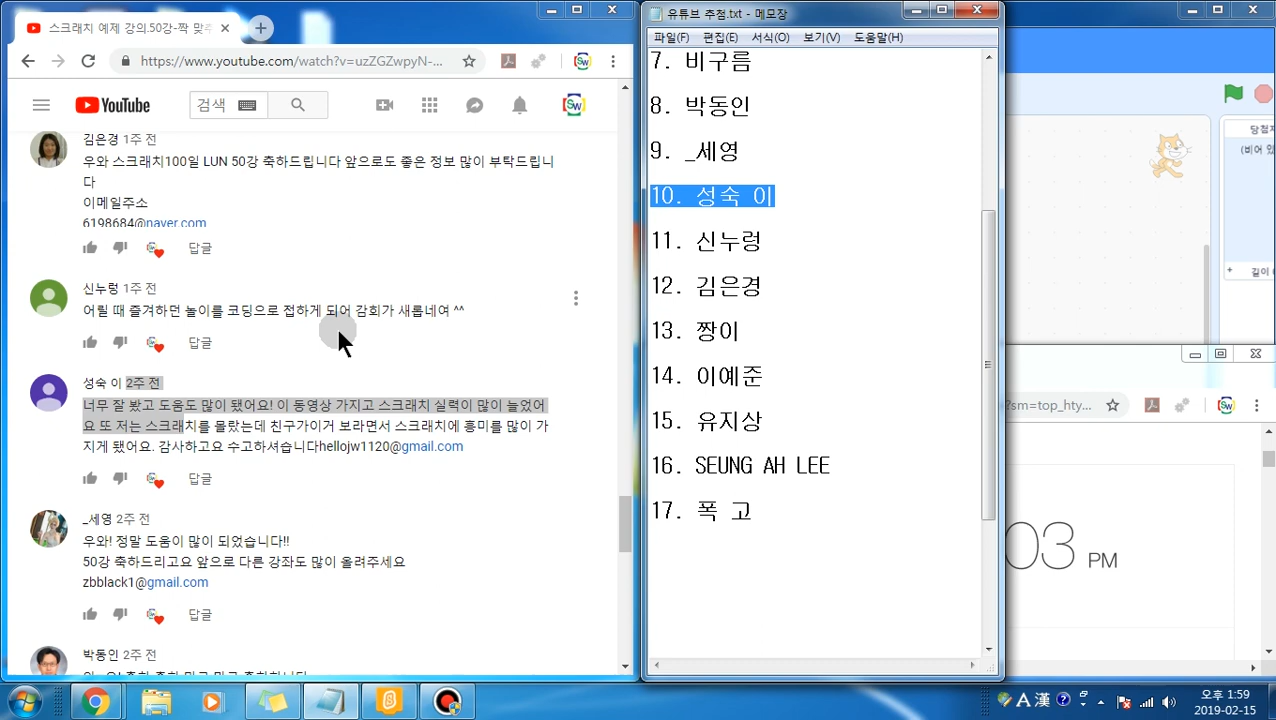 스크래치 예제 강의.50강-짝 맞추
https://www.youtube.com/watch?v=uzZGZwpyN-...
YouTube
검색
김은경 1주 전
우와 스크래치100일 LUN 50강 축하드립니다 앞으로도 좋은 정보 많이 부탁드립니
다
이메일주소
6198684@naver.com
답글
신누렁 1주 전
어릴 때 즐겨하던 놀이를 코딩으로 접하게 되어 감회가 새롭네여 ^^
답글
성숙 이 2주 전
너무 잘 봤고 도움도 많이 됐어요! 이 동영상 가지고 스크래치 실력이 많이 늘었어
요 또 저는 스크래치를 몰랐는데 친구가이거 보라면서 스크래치에 흥미를 많이 가
지게 됐어요. 감사하고요 수고하셔습니다hellojw1120@gmail.com
답글
_세영 2주 전
우와! 정말 도움이 많이 되었습니다!!
50강 축하드리고요 앞으로 다른 강좌도 많이 올려주세요
zbblack1@gmail.com
답글
박동인 2주 전
유튜브 추첨.txt - 메모장
파일(F) 편집(E) 서식(O) 보기(V) 도움말(H)
7. 비구름
8. 박동인
9. _세영
10. 성숙 이
11. 신누렁
12. 김은경
13. 짱이
14. 이예준
15. 유지상
16. SEUNG AH LEE
17. 폭 고
당첨자
(비어 있
+ 길이
?sm=top_hty...
03 PM
A 漢
오후 1:59
2019-02-15